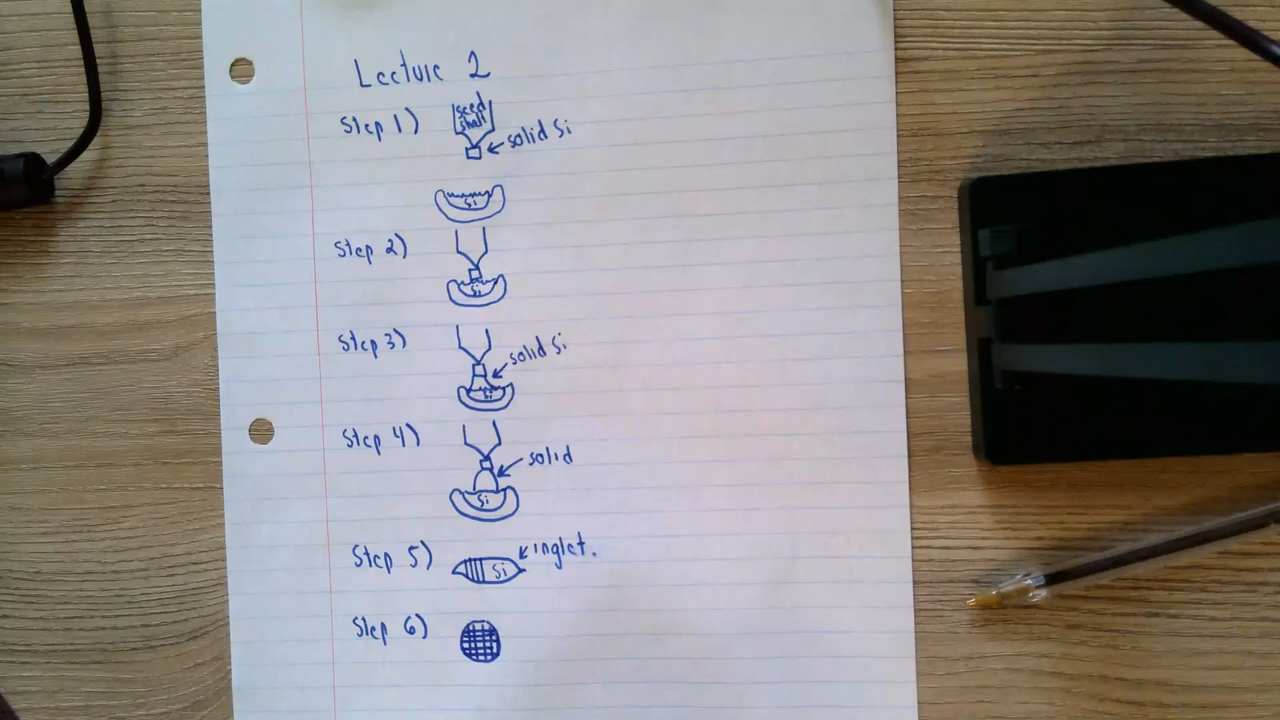 Lecture 2
Step 1)
seed
shaft
solid Si
Si
Step 2)
Si
Step 3)
solid Si
Si
Step 4)
solid
Si
Step 5)
inglet.
Si
Step 6)